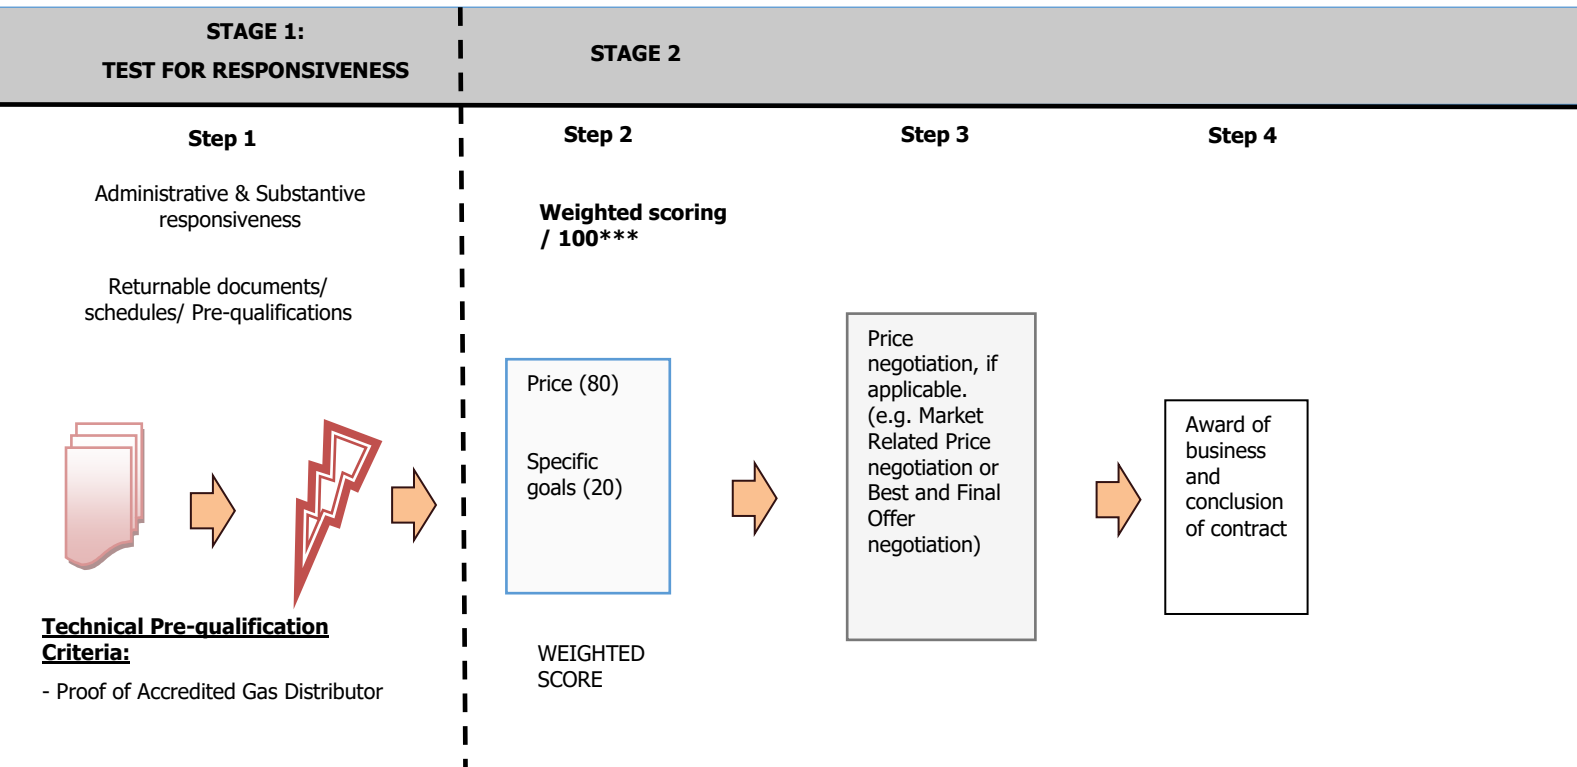 STAGE 1:
TEST FOR RESPONSIVENESS
STAGE 2
Step 1
Administrative & Substantive
responsiveness
Returnable documents/
schedules/ Pre-qualifications
Technical Pre-qualification
Criteria:
- Proof of Accredited Gas Distributor
Step 2
Weighted scoring
/ 100***
Price (80)
Specific
goals (20)
WEIGHTED
SCORE
Step 3
Price
negotiation, if
applicable.
(e.g. Market
Related Price
negotiation or
Best and Final
Offer
negotiation)
Step 4
Award of
business
and
conclusion
of contract